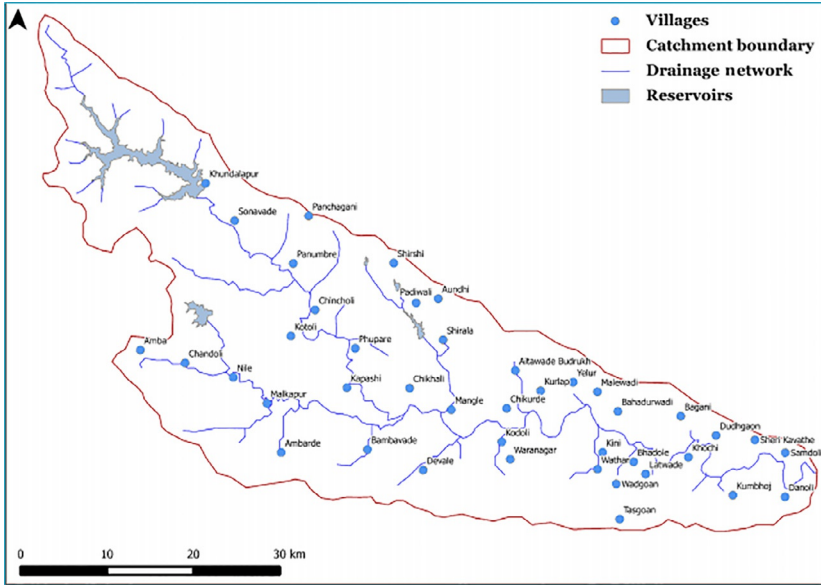 Villages
Catchment boundary
Drainage network
Reservoirs
Khundalapur
Sonavade
Panchagani
Panumbre
Shirshi
Padiwali
Aundhi
Chincholi
Kotoli
Shirala
Phupare
Amba
Chandoli
Nile
Altawade Budrukh
Yelur
Kurlap
Malewadi
Kapashi
Chikhali
Malkapur
Mangle
Chikurde
Bahadurwadi
Bagani
Dudhgaon
Shari Kavathe
Samdoli
Ambarde
Bambavade
Devale
Kodoli
Waranagar
Kini
Wathar
Bhadole
Latwade
Khochi
Wadgoan
Kumbhoj
Danoli
Tasgoan
0 10 20 30 km